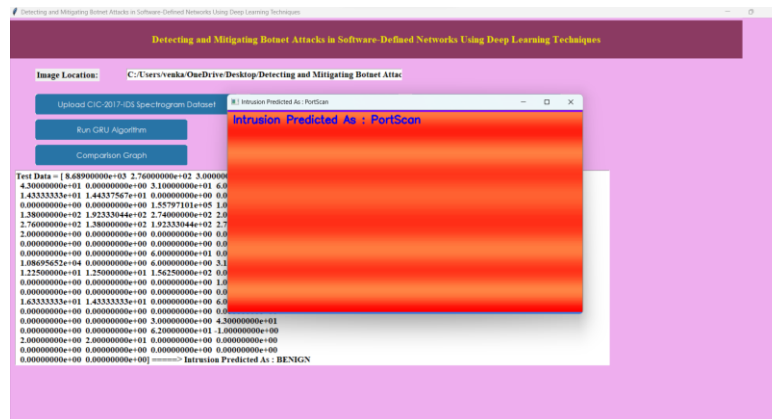 Detecting and Mitigating Botnet Attacks in Software-Defined Networks Using Deep Learning Techniques
Detecting and Mitigating Botnet Attacks in Software-Defined Networks Using Deep Learning Techniques
Image Location:
C:/Users/venka/OneDrive/Desktop/Detecting and Mitigating Botnet Attac
Upload CIC-2017-IDS Spectrogram Dataset
Run GRU Algorithm
Comparison Graph
Intrusion Predicted As : PortScan
Intrusion Predicted As : PortScan
Test Data = [ 8.68900000e+03 2.76000000e+02 3.000000
4.30000000e+01 0.00000000e+00 3.10000000e+01 6.0
1.43333333e+01 1.44337567e+01 0.00000000e+00 0.0
0.00000000e+00 0.00000000e+00 1.55797101e+05 1.0
1.38000000e+02 1.92333044e+02 2.74000000e+02 2.0
2.76000000e+02 1.38000000e+02 1.92333044e+02 2.7
2.00000000e+00 0.00000000e+00 0.00000000e+00 0.0
0.00000000e+00 0.00000000e+00 0.00000000e+00 0.0
0.00000000e+00 0.00000000e+00 6.00000000e+01 0.0
1.08695652e+04 0.00000000e+00 6.00000000e+00 3.1
1.22500000e+01 1.25000000e+01 1.56250000e+02 0.0
0.00000000e+00 0.00000000e+00 0.00000000e+00 1.0
0.00000000e+00 0.00000000e+00 0.00000000e+00 0.0
1.63333333e+01 1.43333333e+01 0.00000000e+00 6.0
0.00000000e+00 0.00000000e+00 0.00000000e+00 0.0
0.00000000e+00 0.00000000e+00 3.00000000e+00 4.30000000e+01
0.00000000e+00 0.00000000e+00 6.20000000e+01 -1.00000000e+00
2.00000000e+00 2.00000000e+01 0.00000000e+00 0.00000000e+00
0.00000000e+00 0.00000000e+00 0.00000000e+00 0.00000000e+00
0.00000000e+00 0.00000000e+00] =====> Intrusion Predicted As : BENIGN